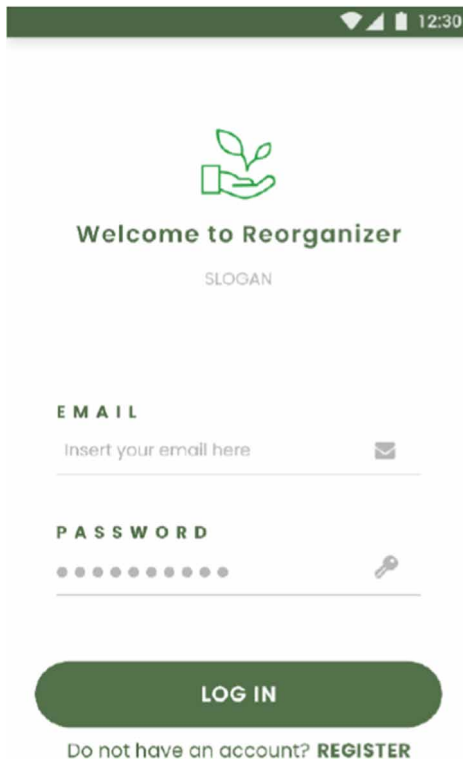 12:30
Welcome to Reorganizer
SLOGAN
EMAIL
Insert your email here
PASSWORD
LOG IN
Do not have an account? REGISTER